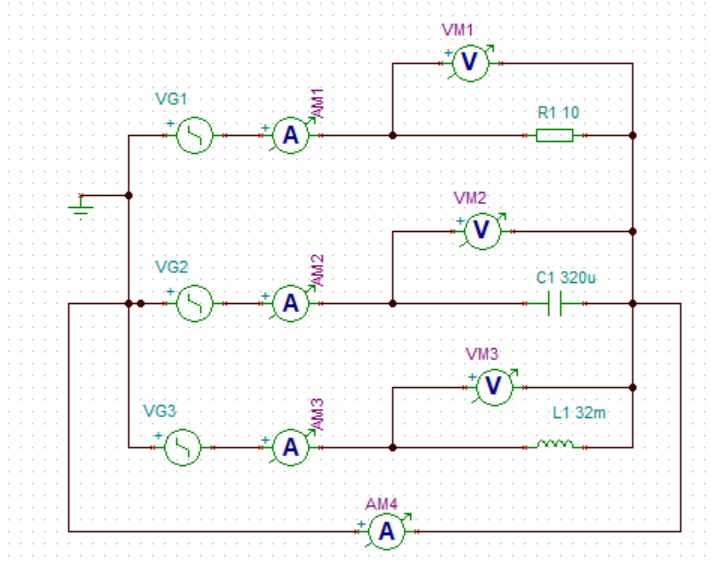 VM1
+
V
VG1
+
AM1
+
A
R1 10
VM2
+
V
VG2
+
AM2
+
A
C1 320u
VM3
+
V
VG3
+
AM3
+
A
L1 32m
AM4
+
A